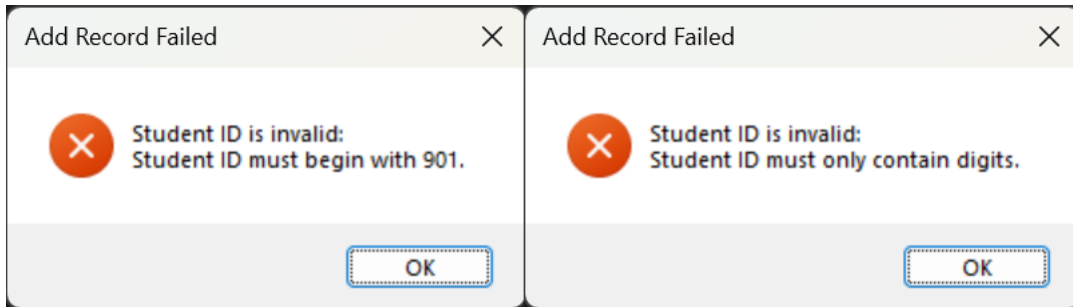 Add Record Failed
Student ID is invalid:
Student ID must begin with 901.
OK
Add Record Failed
Student ID is invalid:
Student ID must only contain digits.
OK